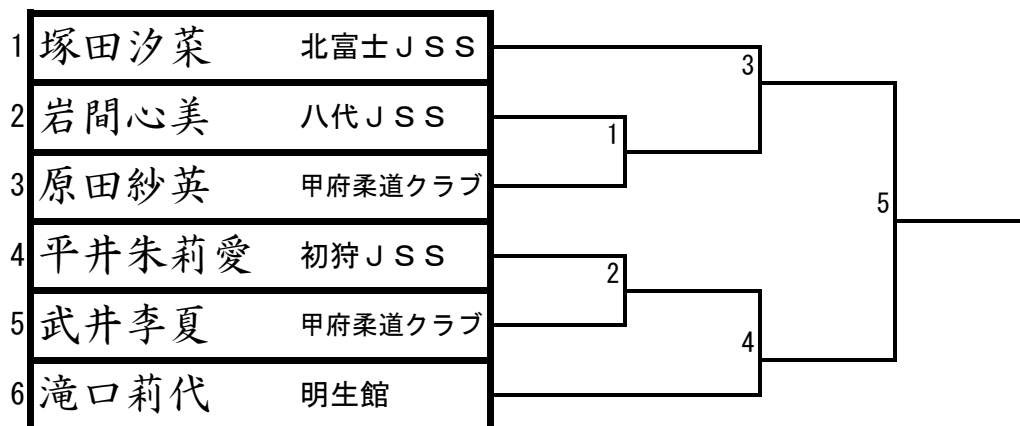 1 塚田汐菜 北富士ＪＳＳ
2 岩間心美 八代ＪＳＳ
3 原田紗英 甲府柔道クラブ
4 平井朱莉愛 初狩ＪＳＳ
5 武井李夏 甲府柔道クラブ
6 滝口莉代 明生館
1
2
3
4
5